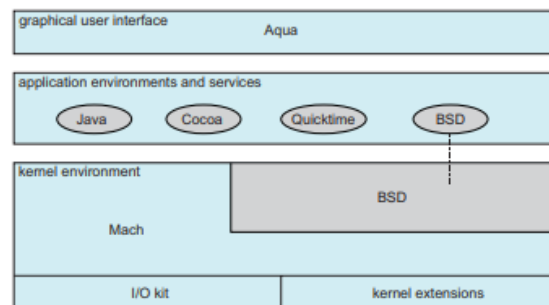 graphical user interface
Aqua
application environments and services
Java Cocoa Quicktime BSD
kernel environment
BSD
Mach
I/O kit kernel extensions